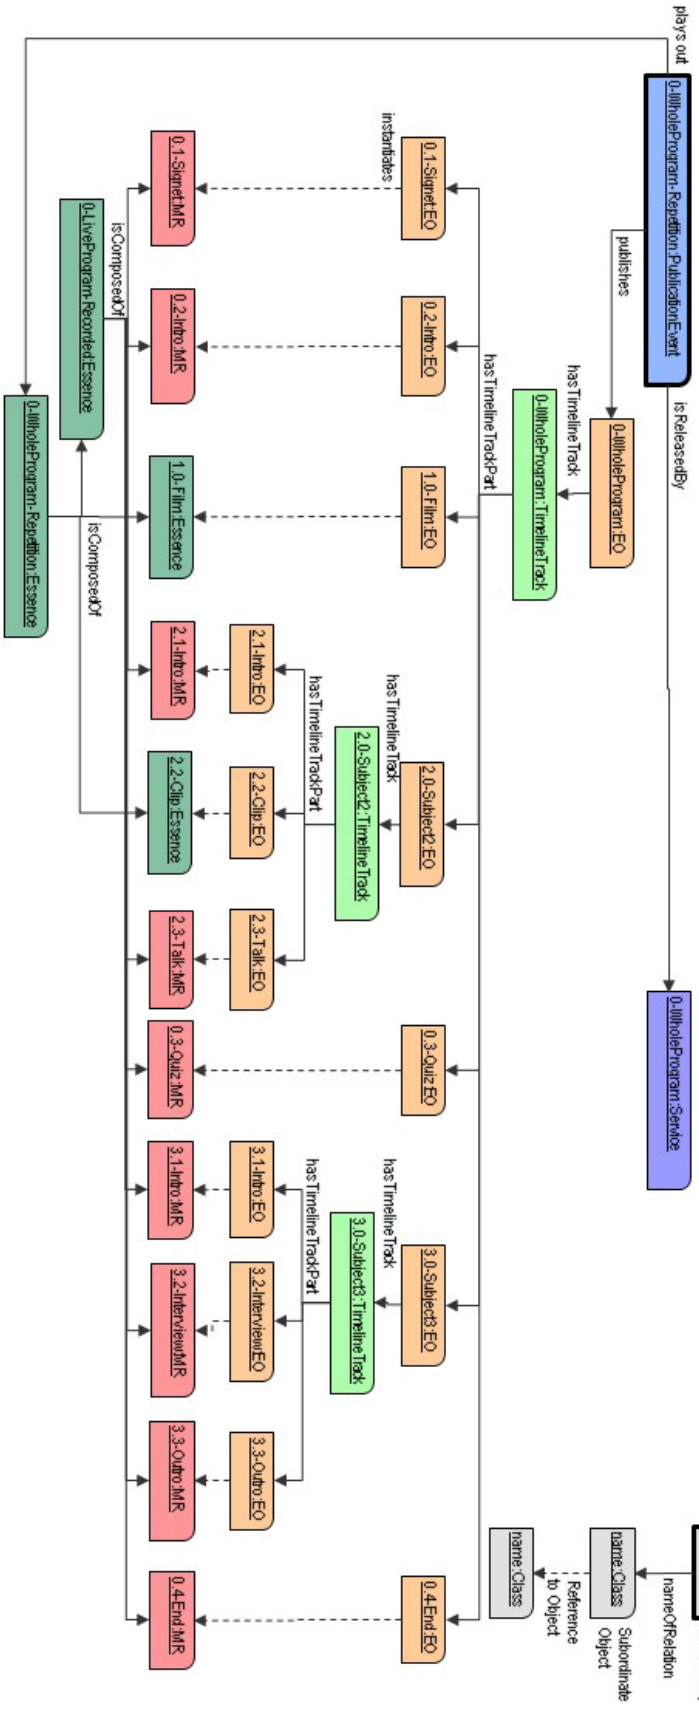 plays out
0-WholeProgram-Repetition:PublicationEvent
isReleasedBy
0-WholeProgram:Service
nameOfRelation
publishes
hasTimelineTrack
0-WholeProgram:EO
name:Class
Subordinate
Object
0-WholeProgram:TimelineTrack
Reference
to Object
hasTimelineTrackPart
name:Class
0.1-Signet:EO
0.2-Intro:EO
1.0-Film:EO
2.0-Subject2:EO
0.3-Quiz:EO
3.0-Subject3:EO
0.4-End:EO
instantiates
hasTimelineTrack
hasTimelineTrack
2.0-Subject2:TimelineTrack
3.0-Subject3:TimelineTrack
hasTimelineTrackPart
hasTimelineTrackPart
2.1-Intro:EO
2.2-Clip:EO
2.3-Talk:EO
3.1-Intro:EO
3.2-Interview:EO
3.3-Outro:EO
0.1-Signet:MR
0.2-Intro:MR
1.0-Film:Essence
2.1-Intro:MR
2.2-Clip:Essence
2.3-Talk:MR
0.3-Quiz:MR
3.1-Intro:MR
3.2-Interview:MR
3.3-Outro:MR
0.4-End:MR
isComposedOf
0-LiveProgram-Recorded:Essence
isComposedOf
0-WholeProgram-Repetition:Essence